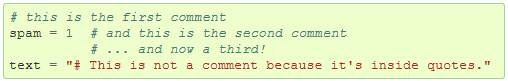 # this is the first comment
spam = 1  # and this is the second comment
          # ... and now a third!
text = "# This is not a comment because it's inside quotes."